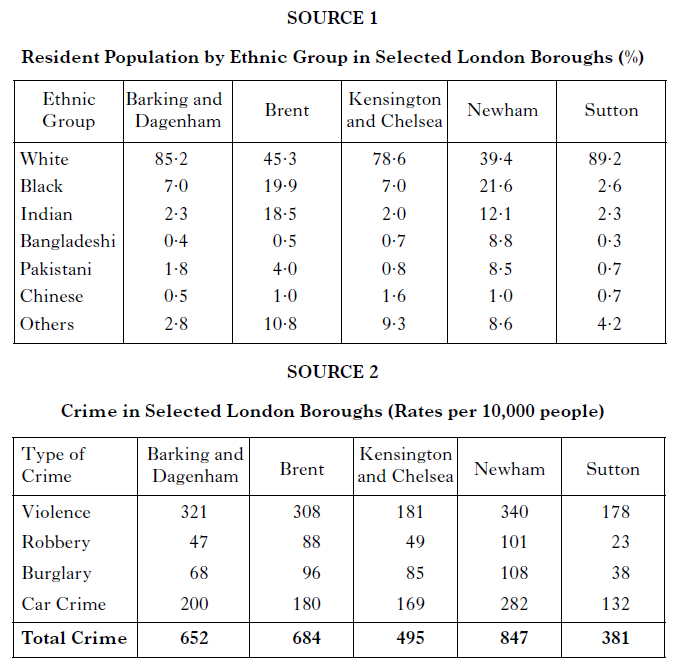 SOURCE 1
Resident Population by Ethnic Group in Selected London Boroughs (%)
Ethnic Group Barking and Dagenham Brent Kensington and Chelsea Newham Sutton
White 85·2 45·3 78·6 39·4 89·2
Black 7·0 19·9 7·0 21·6 2·6
Indian 2·3 18·5 2·0 12·1 2·3
Bangladeshi 0·4 0·5 0·7 8·8 0·3
Pakistani 1·8 4·0 0·8 8·5 0·7
Chinese 0·5 1·0 1·6 1·0 0·7
Others 2·8 10·8 9·3 8·6 4·2
SOURCE 2
Crime in Selected London Boroughs (Rates per 10,000 people)
Type of Crime Barking and Dagenham Brent Kensington and Chelsea Newham Sutton
Violence 321 308 181 340 178
Robbery 47 88 49 101 23
Burglary 68 96 85 108 38
Car Crime 200 180 169 282 132
Total Crime 652 684 495 847 381